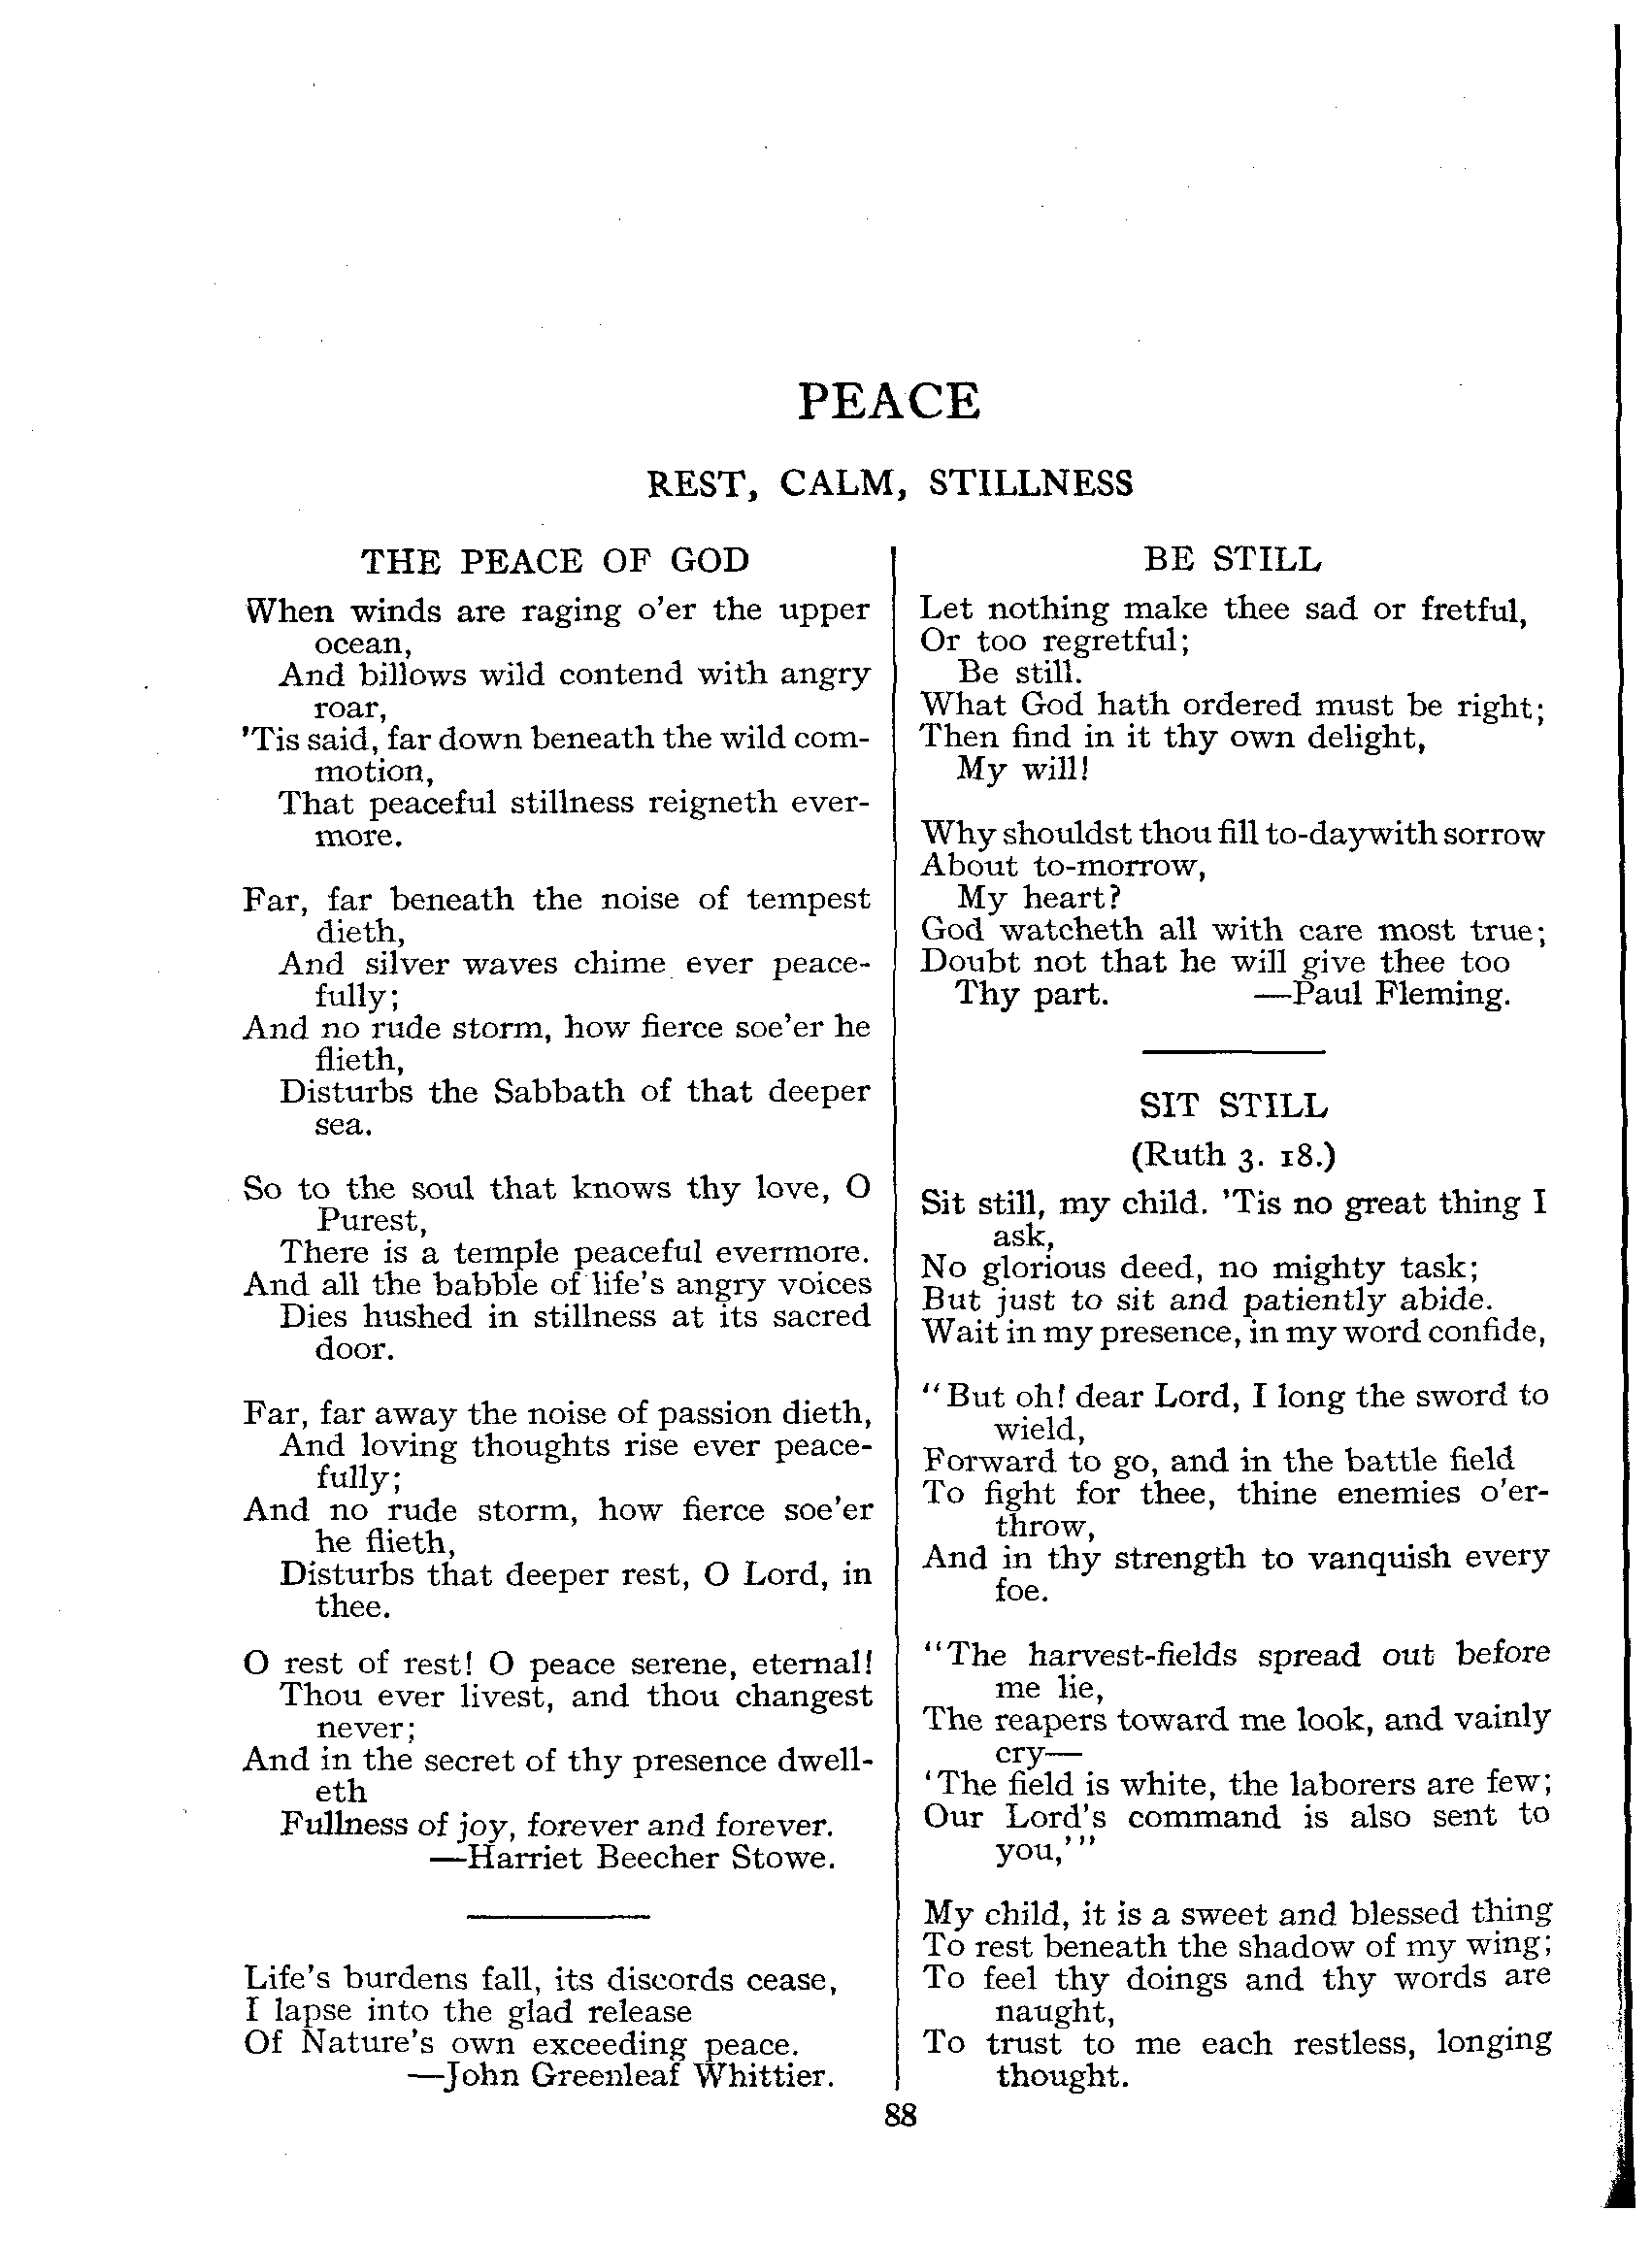 PEACE
REST, CALM, STILLNESS
THE PEACE OF GOD
When winds are raging o'er the upper
ocean,
And billows wild contend with angry
roar,
'Tis said, far down beneath the wild com-
motion,
That peaceful stillness reigneth ever-
more.
Far, far beneath the noise of tempest
dieth,
And silver waves chime ever peace-
fully;
And no rude storm, how fierce soe'er he
flieth,
Disturbs the Sabbath of that deeper
sea.
So to the soul that knows thy love, O
Purest,
There is a temple peaceful evermore.
And all the babble of life's angry voices
Dies hushed in stillness at its sacred
door.
Far, far away the noise of passion dieth,
And loving thoughts rise ever peace-
fully;
And no rude storm, how fierce soe'er
he flieth,
Disturbs that deeper rest, O Lord, in
thee.
O rest of rest! O peace serene, eternal!
Thou ever livest, and thou changest
never;
And in the secret of thy presence dwell-
eth
Fullness of joy, forever and forever.
—Harriet Beecher Stowe.
Life's burdens fall, its discords cease,
I lapse into the glad release
Of Nature's own exceeding peace.
—John Greenleaf Whittier.
BE STILL
Let nothing make thee sad or fretful,
Or too regretful;
Be still.
What God hath ordered must be right;
Then find in it thy own delight,
My will!
Why shouldst thou fill to-day with sorrow
About to-morrow,
My heart?
God watcheth all with care most true;
Doubt not that he will give thee too
Thy part. —Paul Fleming.
SIT STILL
(Ruth 3. 18.)
Sit still, my child. 'Tis no great thing I
ask,
No glorious deed, no mighty task;
But just to sit and patiently abide.
Wait in my presence, in my word confide,
"But oh! dear Lord, I long the sword to
wield,
Forward to go, and in the battle field
To fight for thee, thine enemies o'er-
throw,
And in thy strength to vanquish every
foe.
"The harvest-fields spread out before
me lie,
The reapers toward me look, and vainly
cry—
'The field is white, the laborers are few;
Our Lord's command is also sent to
you,'"
My child, it is a sweet and blessed thing
To rest beneath the shadow of my wing;
To feel thy doings and thy words are
naught,
To trust to me each restless, longing
thought.
88